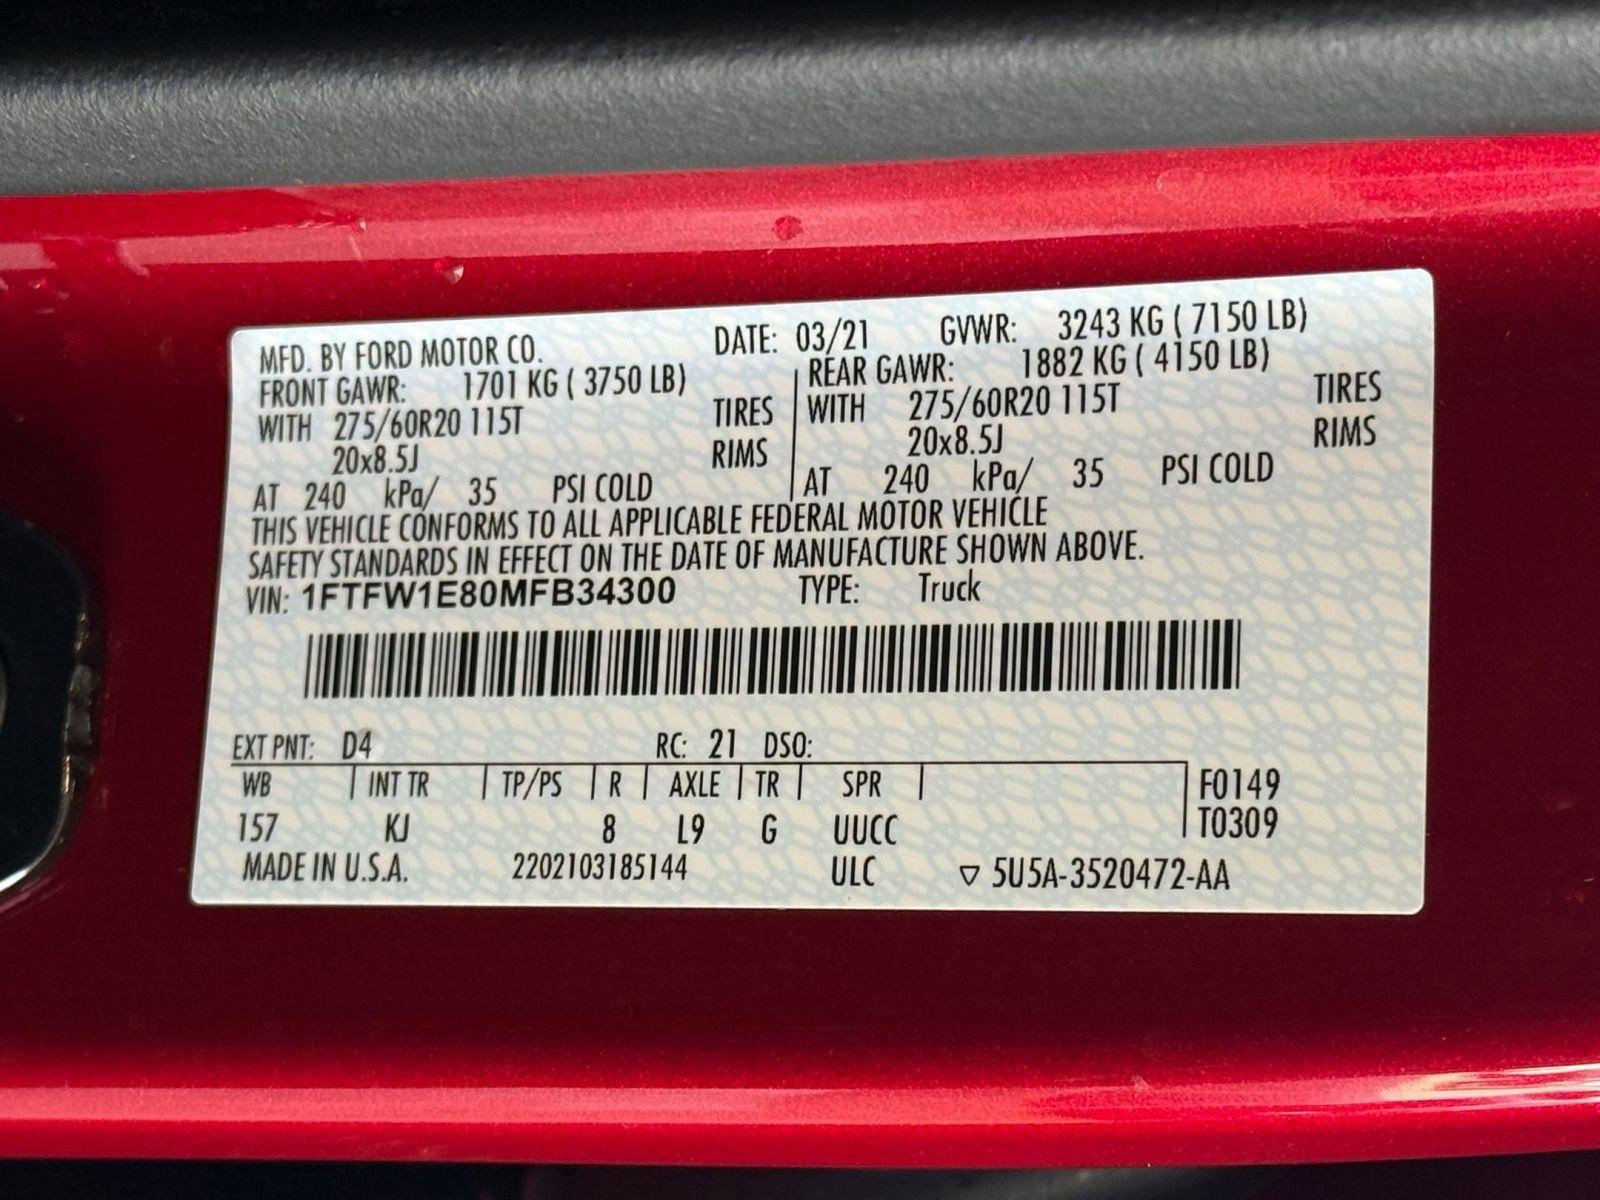 MFD. BY FORD MOTOR CO. DATE: 03/21 GVWR: 3243 KG ( 7150 LB)
FRONT GAWR: 1701 KG ( 3750 LB) REAR GAWR: 1882 KG ( 4150 LB)
WITH 275/60R20 115T TIRES WITH 275/60R20 115T TIRES
20x8.5J RIMS 20x8.5J RIMS
AT 240 kPa/ 35 PSI COLD AT 240 kPa/ 35 PSI COLD
THIS VEHICLE CONFORMS TO ALL APPLICABLE FEDERAL MOTOR VEHICLE
SAFETY STANDARDS IN EFFECT ON THE DATE OF MANUFACTURE SHOWN ABOVE.
VIN: 1FTFW1E80MFB34300 TYPE: Truck
EXT PNT: D4 RC: 21 DSO:
WB INT TR TP/PS R AXLE TR SPR F0149
157 KJ 8 L9 G UUCC T0309
MADE IN U.S.A. 2202103185144 ULC ▽ 5U5A-3520472-AA